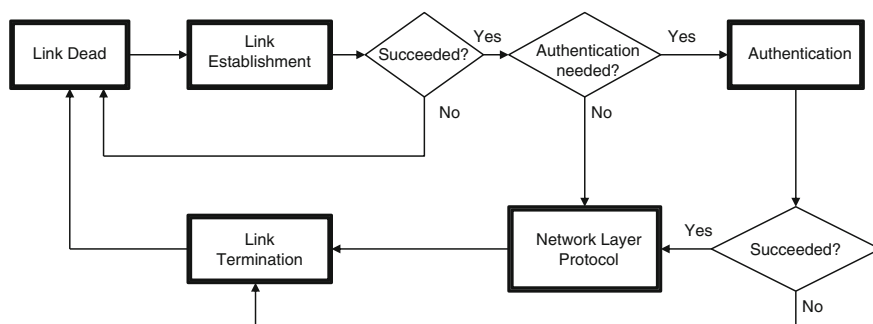 Link Dead
Link
Establishment
Succeeded?
Yes
Authentication
needed?
Yes
Authentication
No
No
Link
Termination
Network Layer
Protocol
Yes
Succeeded?
No